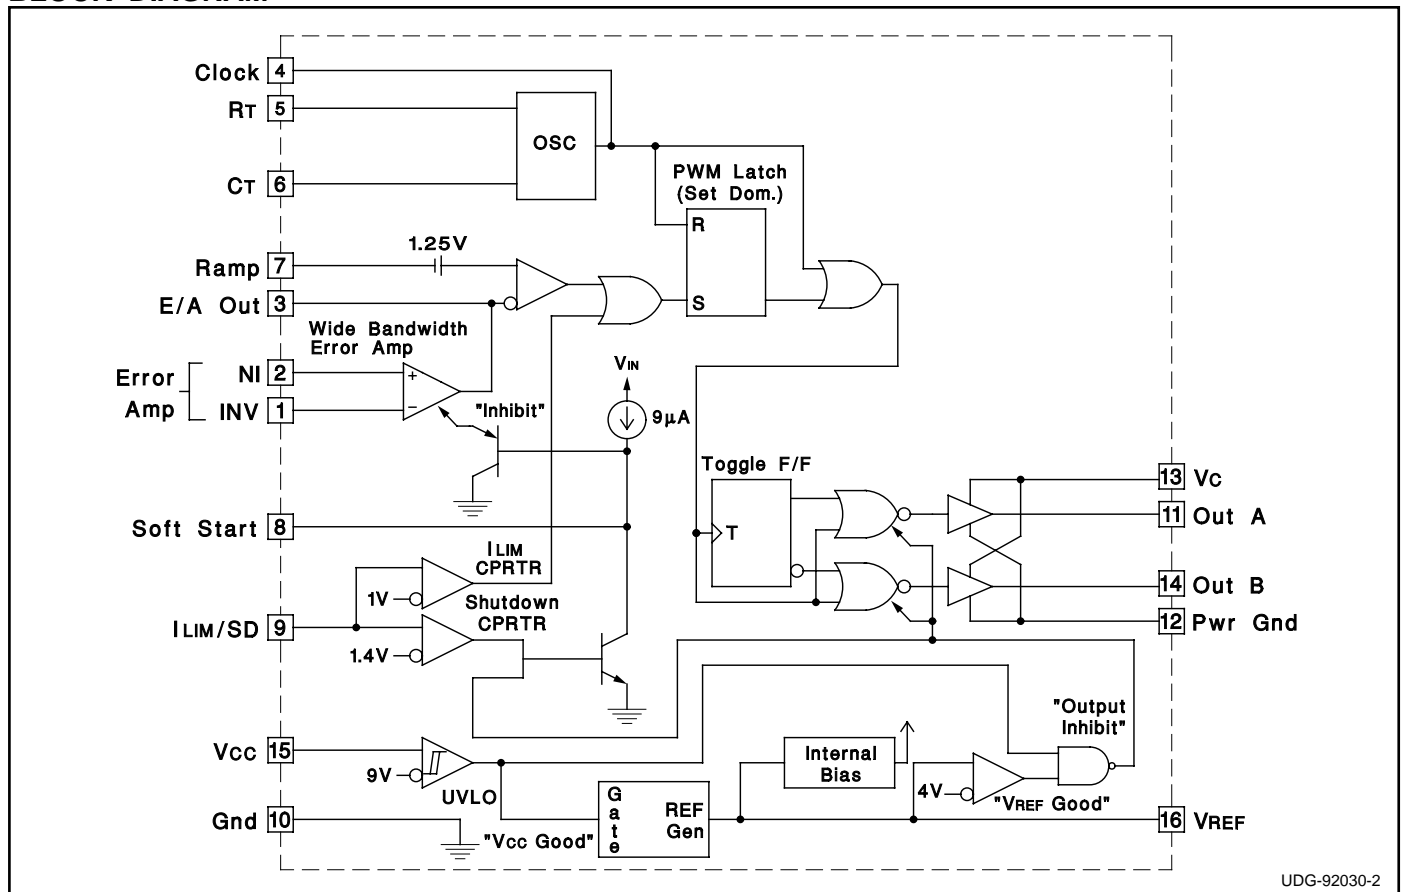 Clock 4
RT 5
OSC
CT 6
PWM Latch
(Set Dom.)
R
S
1.25V
Ramp 7
E/A Out 3
Wide Bandwidth
Error Amp
Error
Amp
NI 2
INV 1
+
−
"Inhibit"
VIN
9µA
Toggle F/F
T
Soft Start 8
ILIM
CPRTR
1V
Shutdown
CPRTR
ILIM/SD 9
1.4V
13 VC
11 Out A
14 Out B
12 Pwr Gnd
"Output
Inhibit"
VCC 15
9V
UVLO
Internal
Bias
4V
"VREF Good"
Gnd 10
"VCC Good"
Gate
REF
Gen
16 VREF
UDG-92030-2